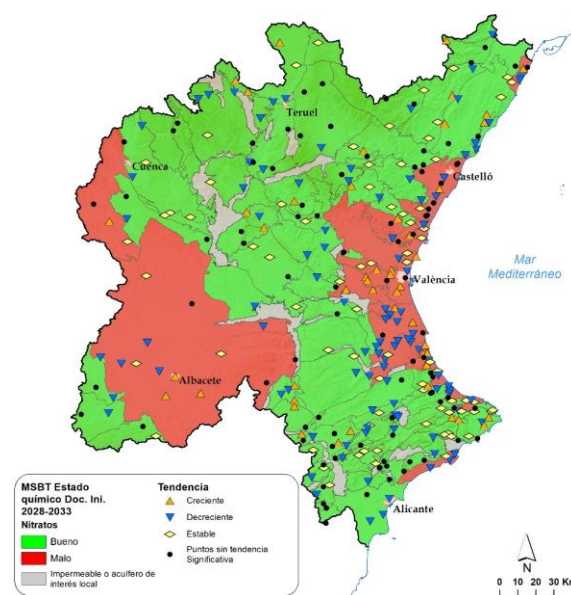 Teruel
Cuenca
Castelló
Mar
Mediterráneo
València
Albacete
Alicante
MSBT Estado
químico Doc. Ini.
2028-2033
Nitratos
Bueno
Malo
Impermeable o acuífero de
interés local
Tendencia
Creciente
Decreciente
Estable
Puntos sin tendencia
Significativa
N
0 10 20 30 K